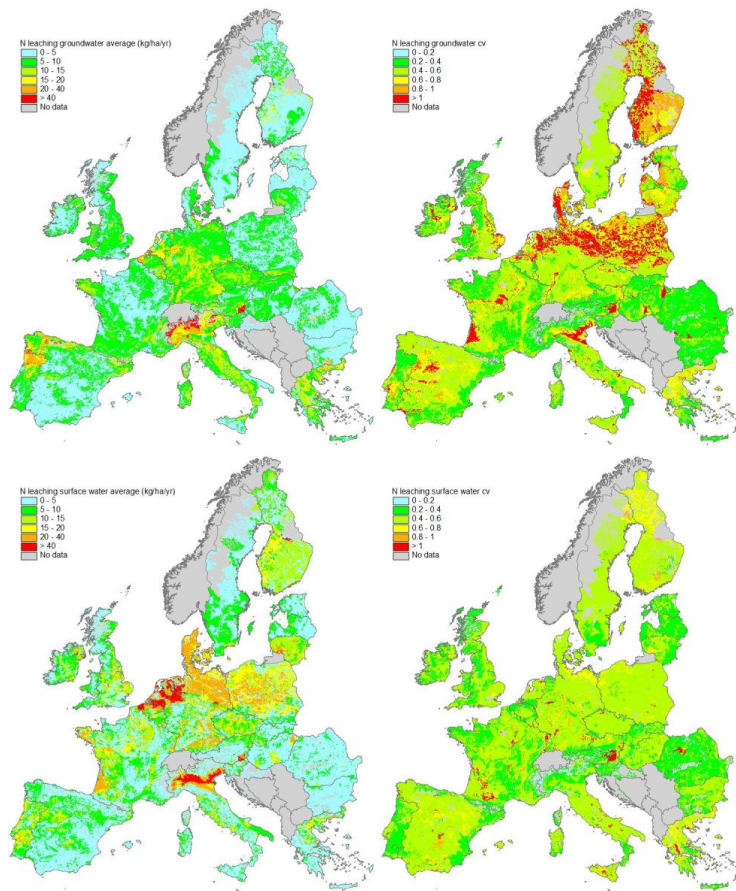 N leaching groundwater average (kg/ha/yr)
0 - 5
5 - 10
10 - 15
15 - 20
20 - 40
> 40
No data
N leaching groundwater cv
0 - 0.2
0.2 - 0.4
0.4 - 0.6
0.6 - 0.8
0.8 - 1
> 1
No data
N leaching surface water average (kg/ha/yr)
0 - 5
5 - 10
10 - 15
15 - 20
20 - 40
> 40
No data
N leaching surface water cv
0 - 0.2
0.2 - 0.4
0.4 - 0.6
0.6 - 0.8
0.8 - 1
> 1
No data